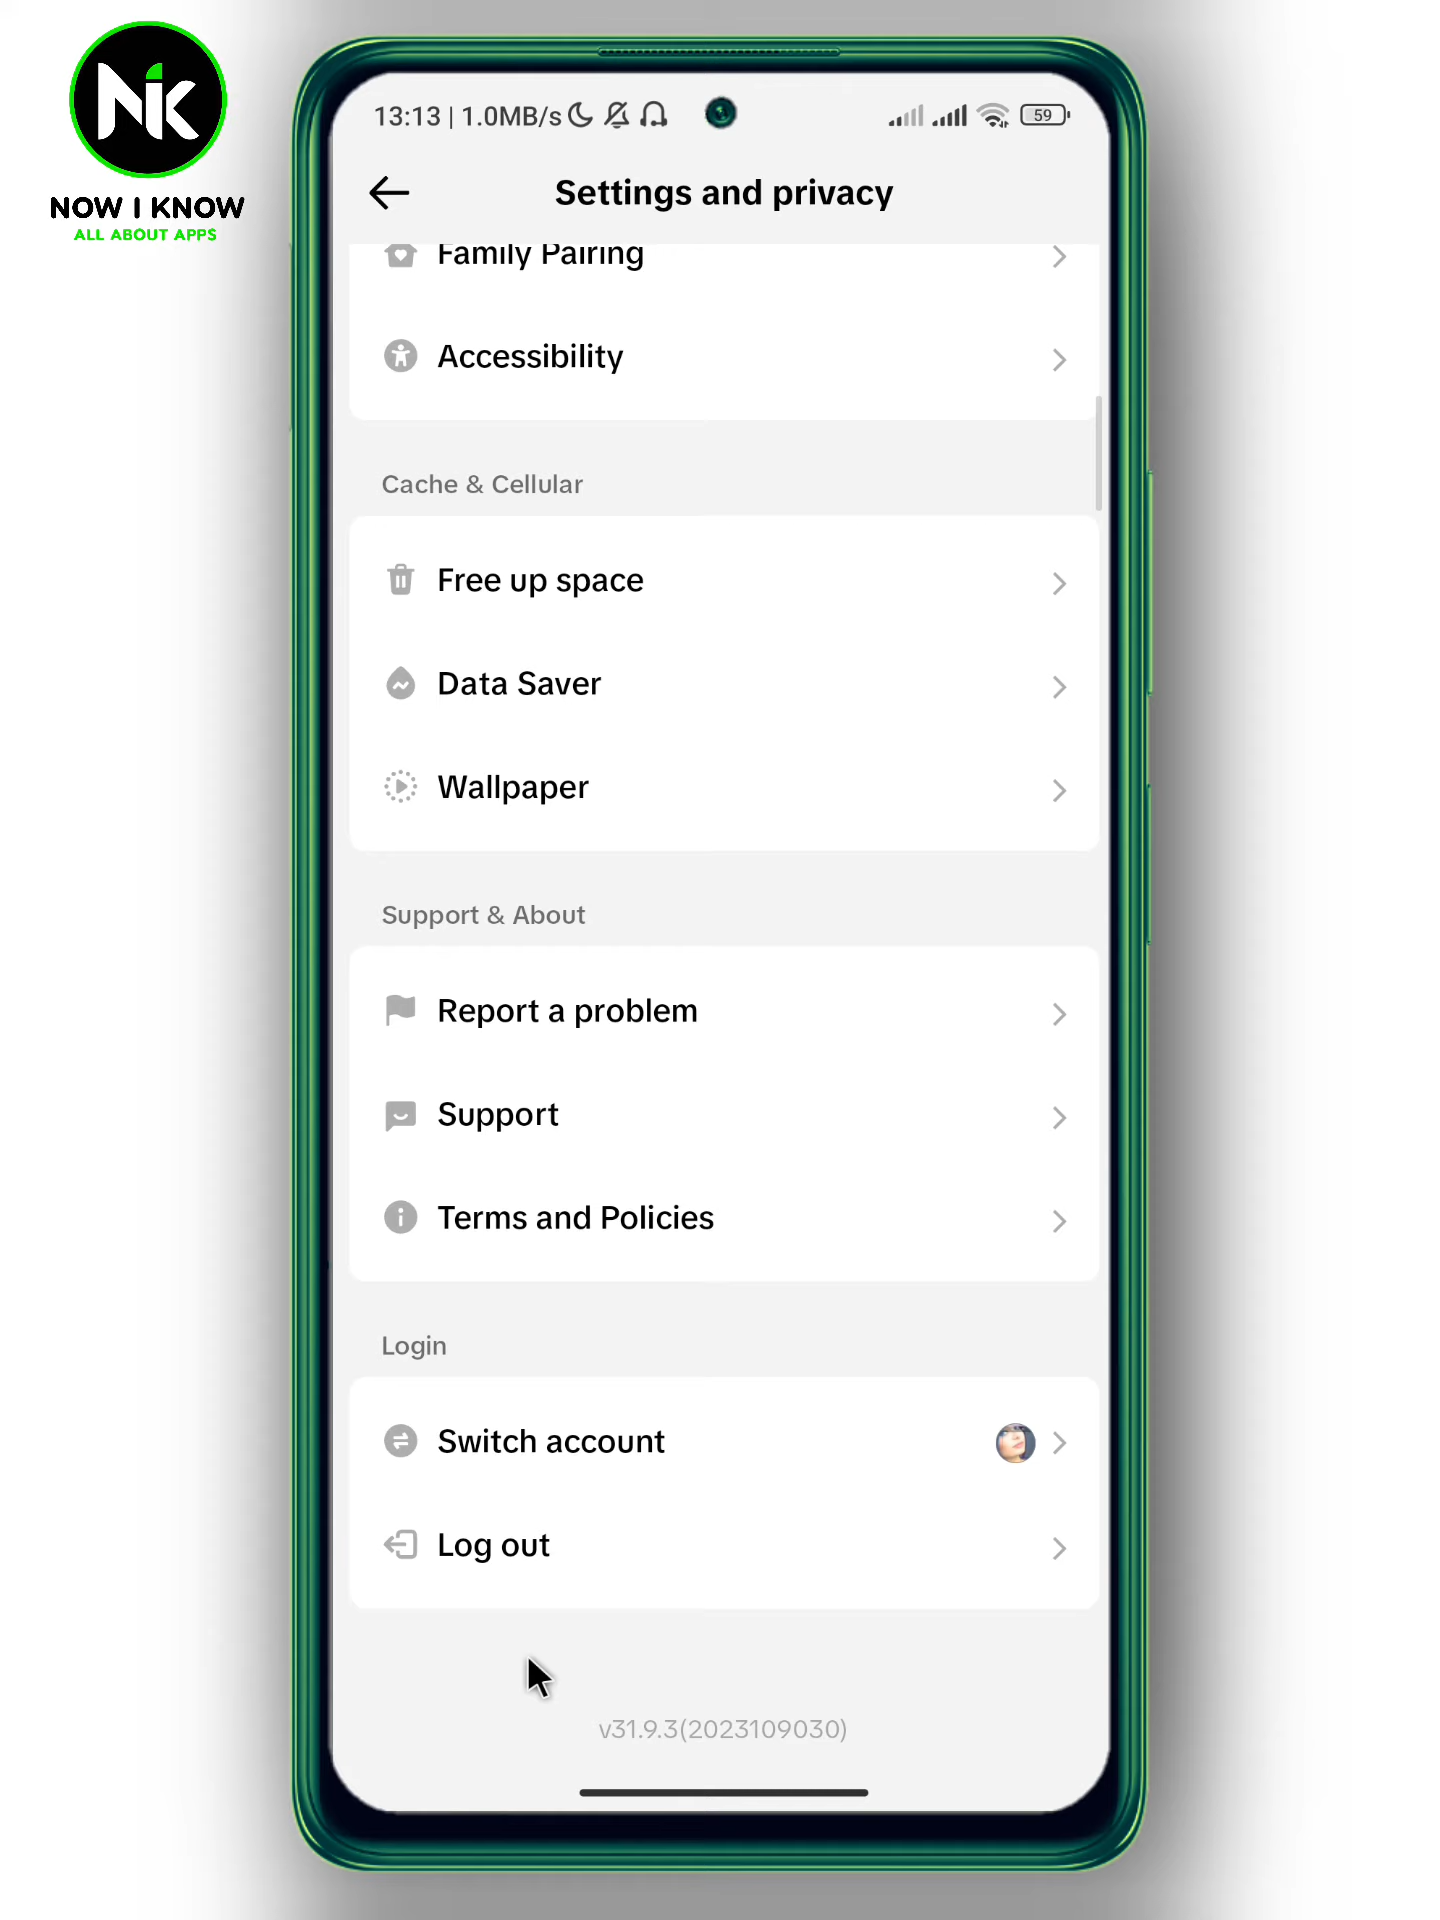 NiK
NOW I KNOW
ALL ABOUT APPS
13:13 | 1.0MB/s
59
Settings and privacy
Family Pairing
Accessibility
Cache & Cellular
Free up space
Data Saver
Wallpaper
Support & About
Report a problem
Support
Terms and Policies
Login
Switch account
Log out
v31.9.3(2023109030)